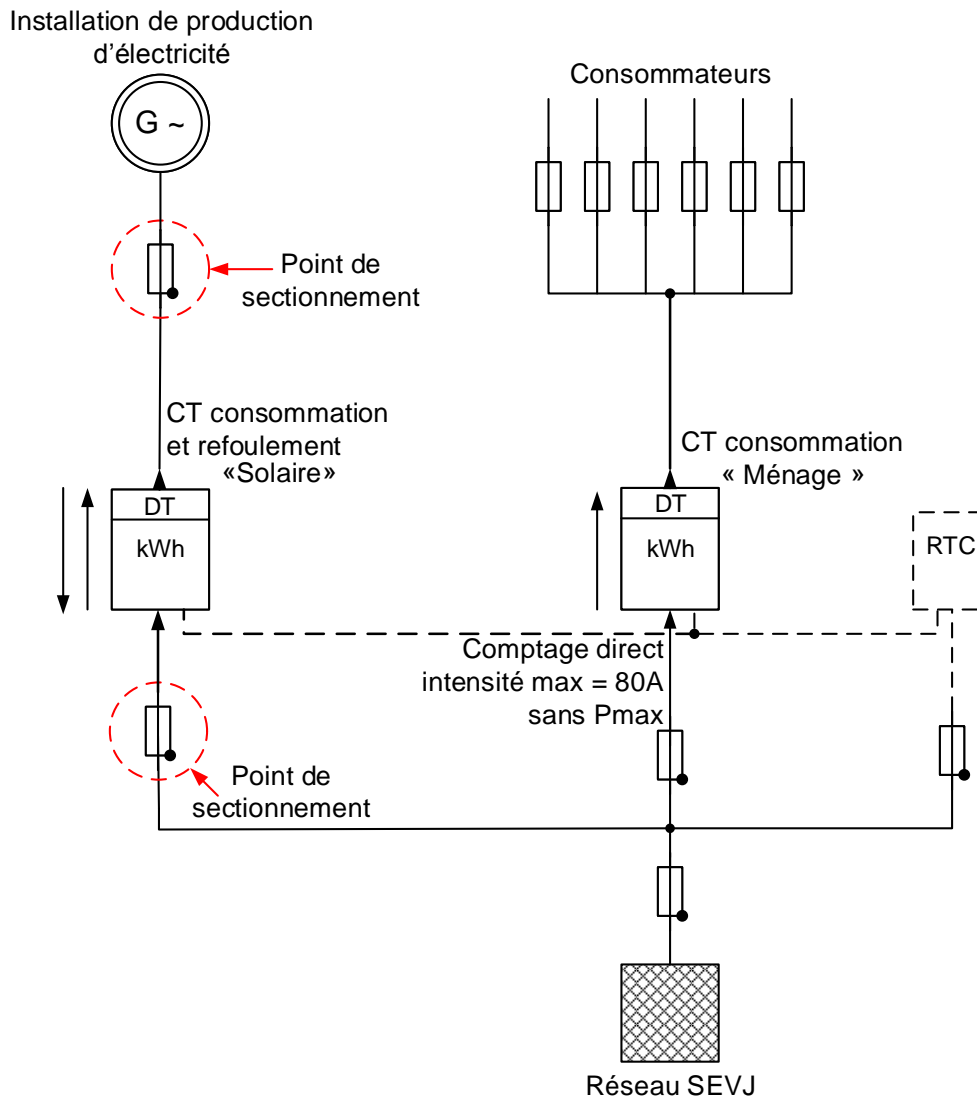 Installation de production
d'électricité
G ~
Consommateurs
Point de
sectionnement
CT consommation
et refoulement
«Solaire»
CT consommation
« Ménage »
DT
kWh
DT
kWh
RTC
Comptage direct
intensité max = 80A
sans Pmax
Point de
sectionnement
Réseau SEVJ